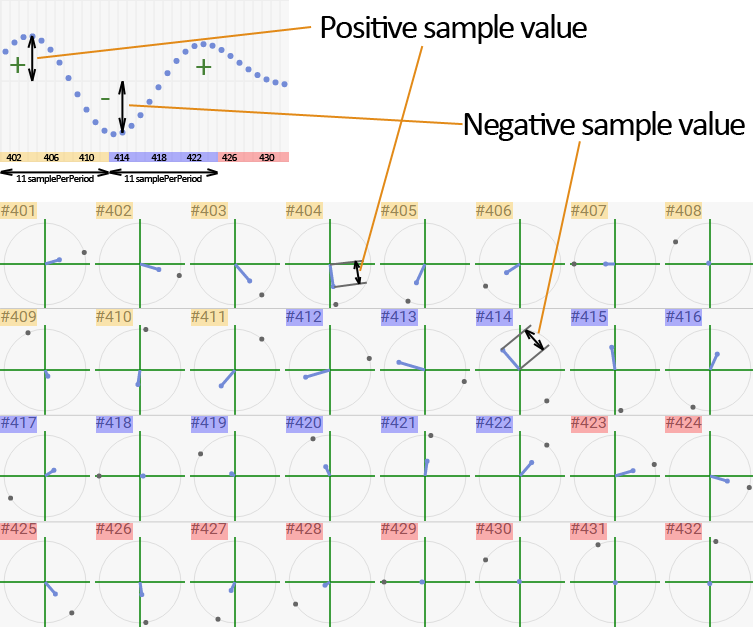 Positive sample value
+
-
+
Negative sample value
402 406 410 414 418 422 426 430
11 samplePerPeriod 11 samplePerPeriod
#401 #402 #403 #404 #405 #406 #407 #408
#409 #410 #411 #412 #413 #414 #415 #416
#417 #418 #419 #420 #421 #422 #423 #424
#425 #426 #427 #428 #429 #430 #431 #432